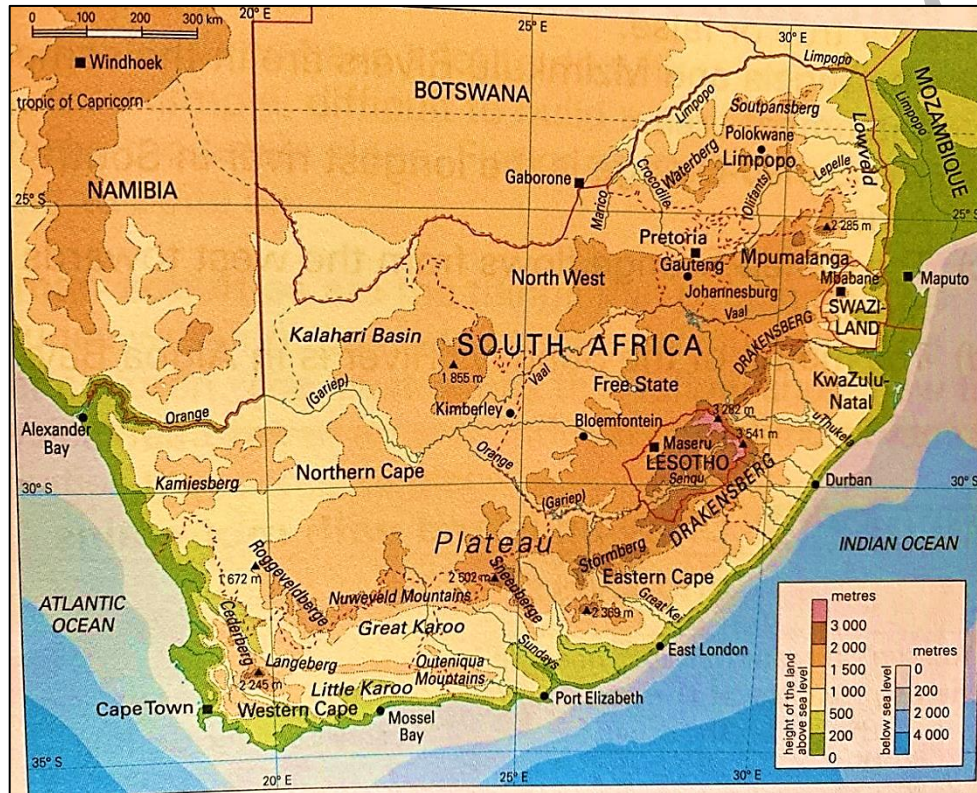 0 100 200 300 km
20° E
25° E
30° E
Windhoek
tropic of Capricorn
BOTSWANA
Limpopo
Limpopo
Limpopo
MOZAMBIQUE
Soutpansberg
Polokwane
Limpopo
Waterberg
Lowveld
Crocodile
Lepelle
(Olifants)
Gaborone
Marico
NAMIBIA
25° S
25° S
2 285 m
Pretoria
Gauteng
Mpumalanga
North West
Mbabane
Maputo
Johannesburg
SWAZI-
LAND
Vaal
Kalahari Basin
SOUTH AFRICA
DRAKENSBERG
1 855 m
Vaal
Free State
KwaZulu-
Natal
Orange
(Gariep)
Kimberley
Bloemfontein
3 282 m
uThukela
Alexander
Bay
Maseru
LESOTHO
Senqu
Orange
Northern Cape
Kamiesberg
Durban
30° S
30° S
(Gariep)
DRAKENSBERG
Plateau
Stormberg
INDIAN OCEAN
Roggeveldberge
2 502 m
Sneeuberge
Eastern Cape
1 672 m
Nuweveld Mountains
2 369 m
Great Kei
ATLANTIC
OCEAN
Cederberg
Great Karoo
Sundays
East London
Langeberg
Outeniqua
Mountains
2 245 m
Little Karoo
Port Elizabeth
Cape Town
Western Cape
Mossel
Bay
35° S
20° E
25° E
30° E
metres
3 000
2 000
1 500
1 000
500
200
0
height of the land
above sea level
metres
0
200
2 000
4 000
below sea level